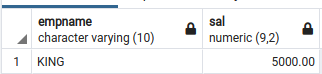 empname sal
character varying (10) numeric (9,2)
1 KING 5000.00